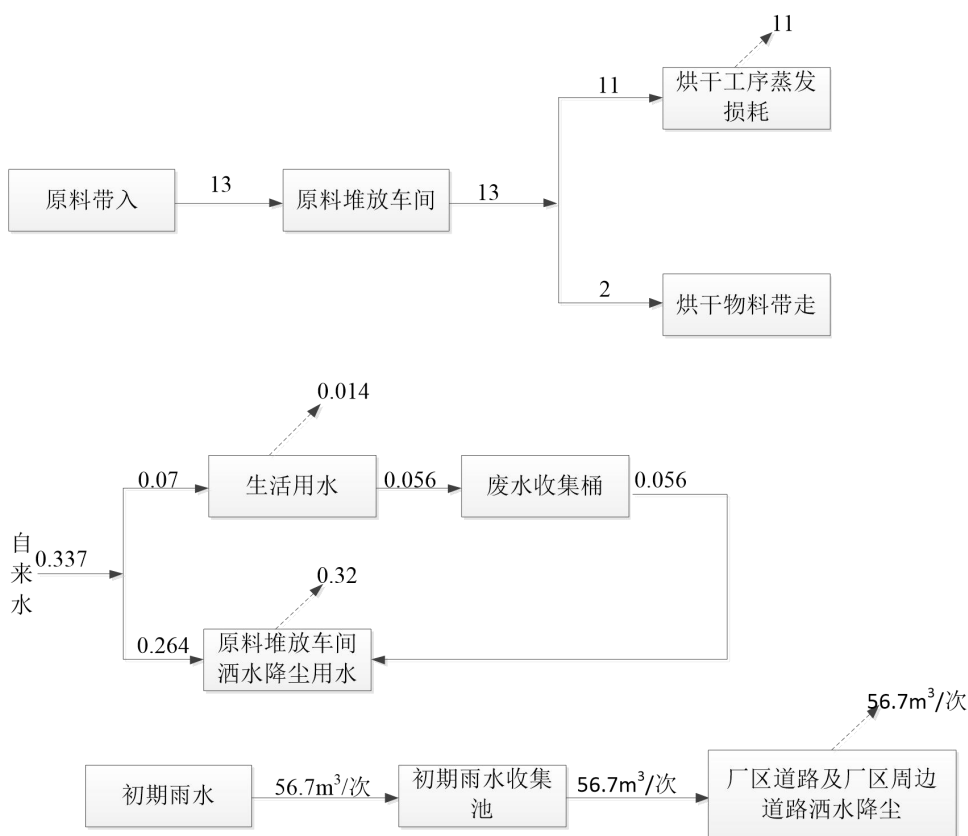 11
11
烘干工序蒸发
损耗
原料带入
13
原料堆放车间
13
2
烘干物料带走
0.014
0.07
生活用水
0.056
废水收集桶
0.056
自
来
水
0.337
0.32
0.264
原料堆放车间
洒水降尘用水
56.7m³/次
初期雨水
56.7m³/次
初期雨水收集
池
56.7m³/次
厂区道路及厂区周边
道路洒水降尘